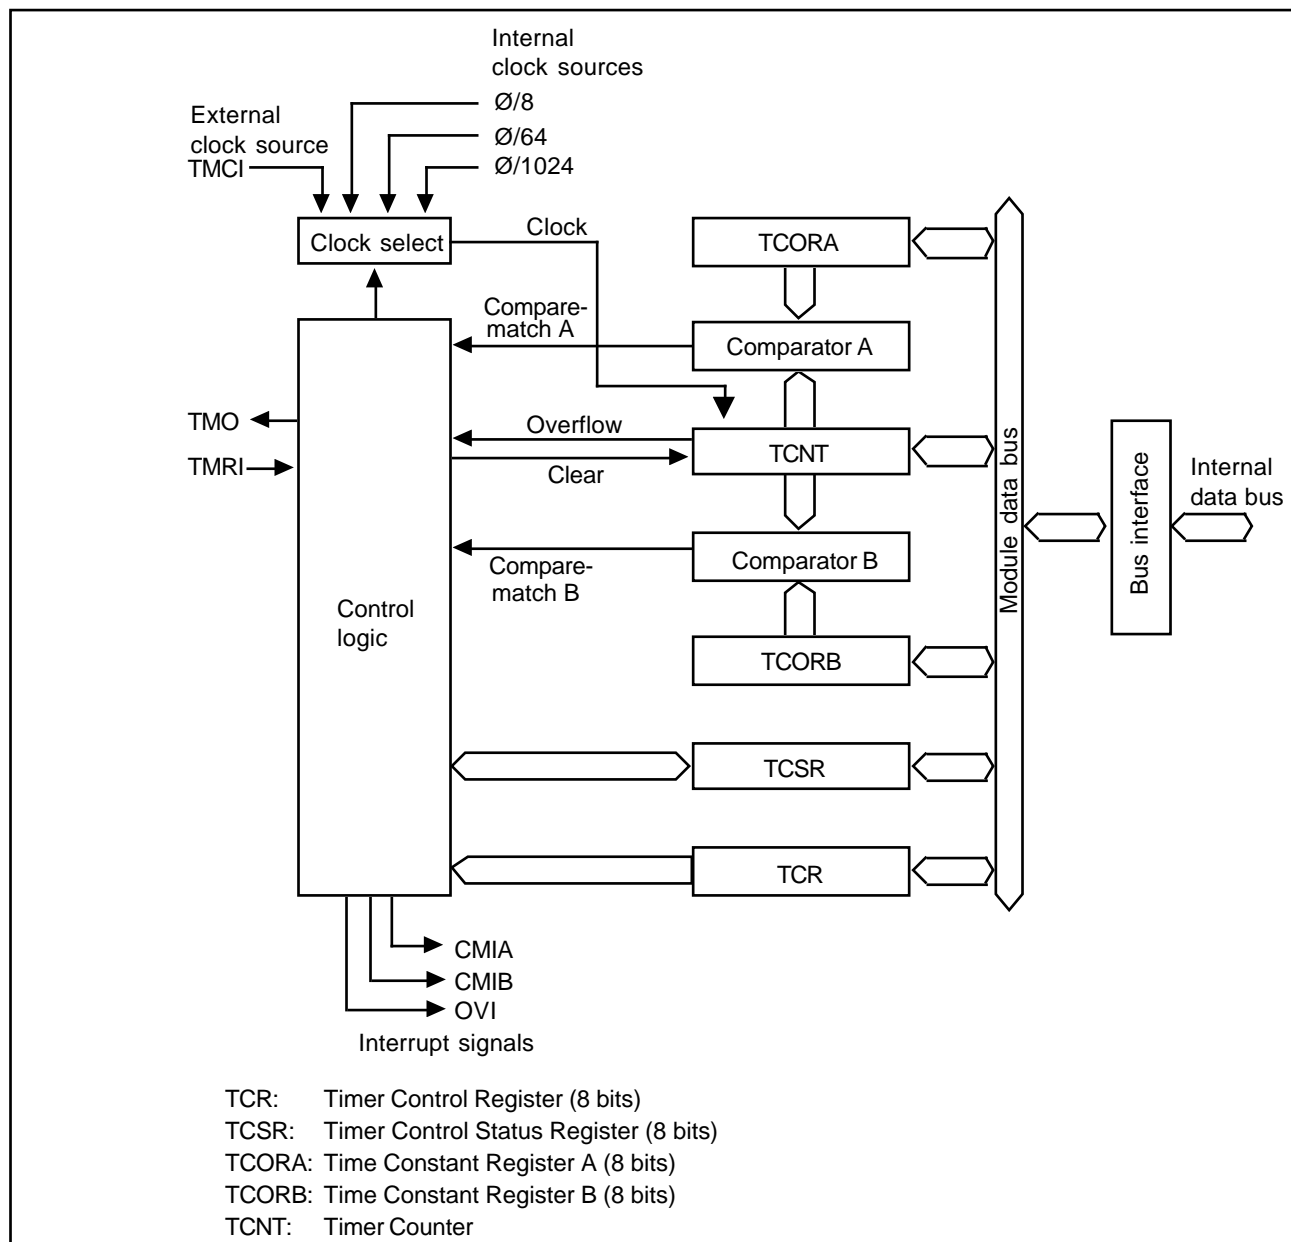 Internal
clock sources
Ø/8
External
clock source
Ø/64
TMCI
Ø/1024
Clock select
Clock
TCORA
Compare-
match A
Comparator A
TMO
Overflow
TCNT
TMRI
Clear
Module data bus
Bus interface
Internal
data bus
Compare-
match B
Comparator B
Control
logic
TCORB
TCSR
TCR
CMIA
CMIB
OVI
Interrupt signals
TCR: Timer Control Register (8 bits)
TCSR: Timer Control Status Register (8 bits)
TCORA: Time Constant Register A (8 bits)
TCORB: Time Constant Register B (8 bits)
TCNT: Timer Counter